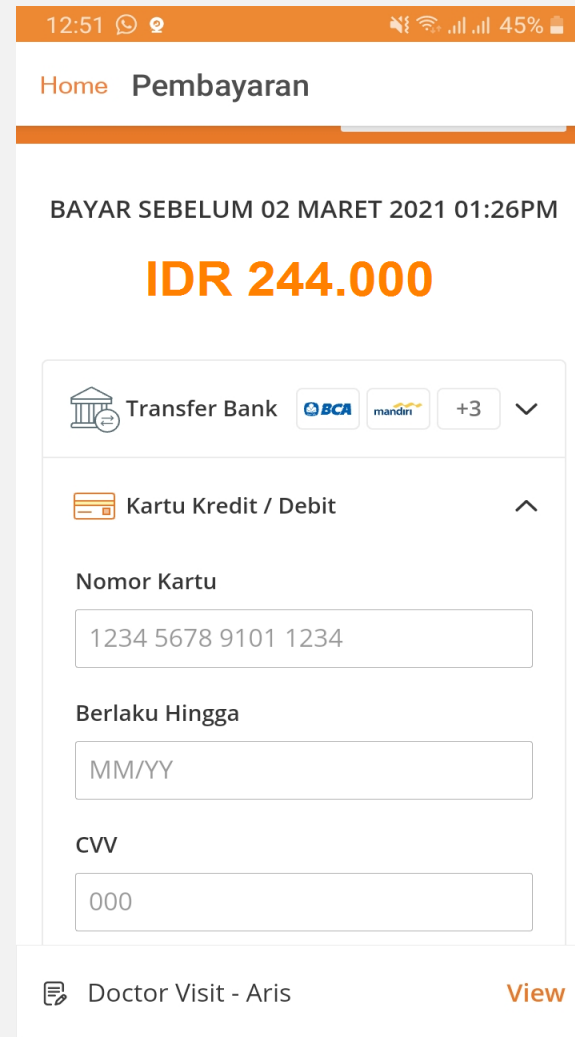 12:51 45%
Home Pembayaran
BAYAR SEBELUM 02 MARET 2021 01:26PM
IDR 244.000
Transfer Bank BCA mandiri +3
Kartu Kredit / Debit
Nomor Kartu
1234 5678 9101 1234
Berlaku Hingga
MM/YY
CVV
000
Doctor Visit - Aris View